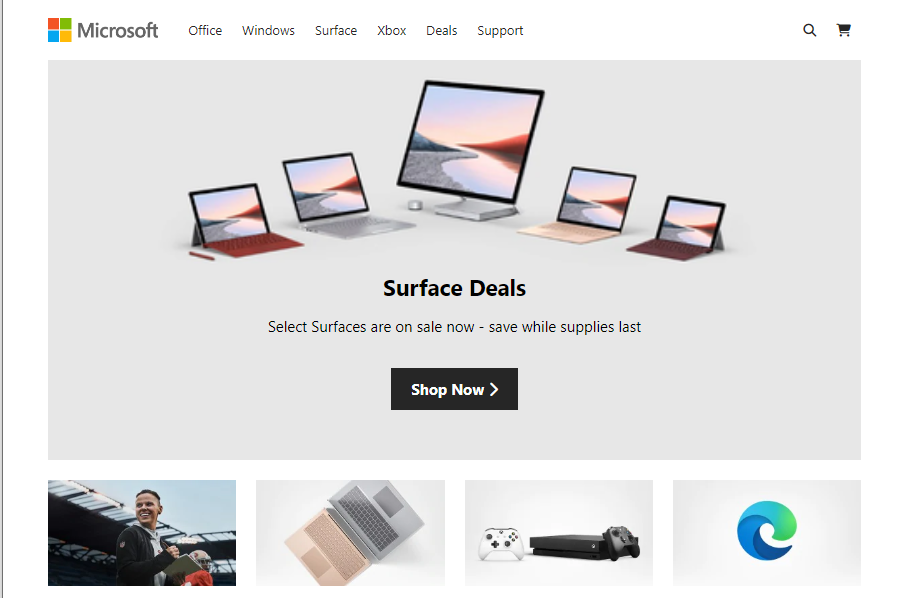 Microsoft Office Windows Surface Xbox Deals Support
Surface Deals
Select Surfaces are on sale now - save while supplies last
Shop Now